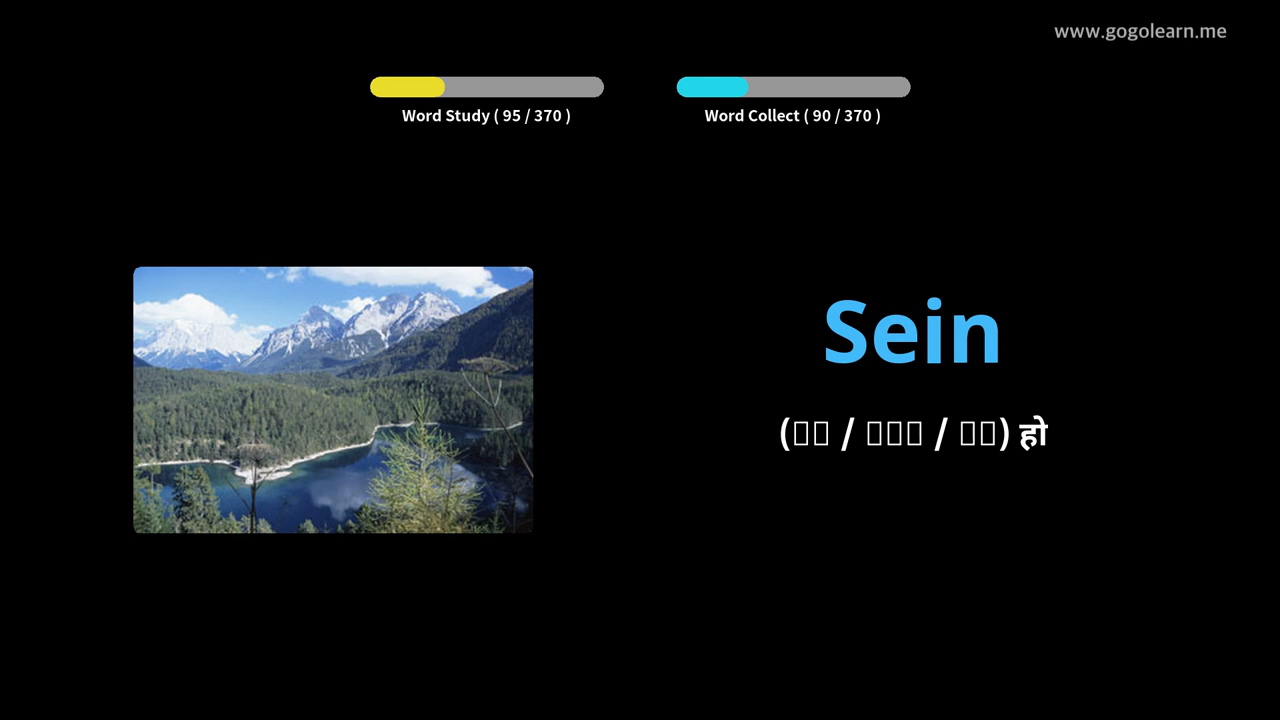 www.gogolearn.me
Word Study ( 95 / 370 )
Word Collect ( 90 / 370 )
Sein
( / / ) हो